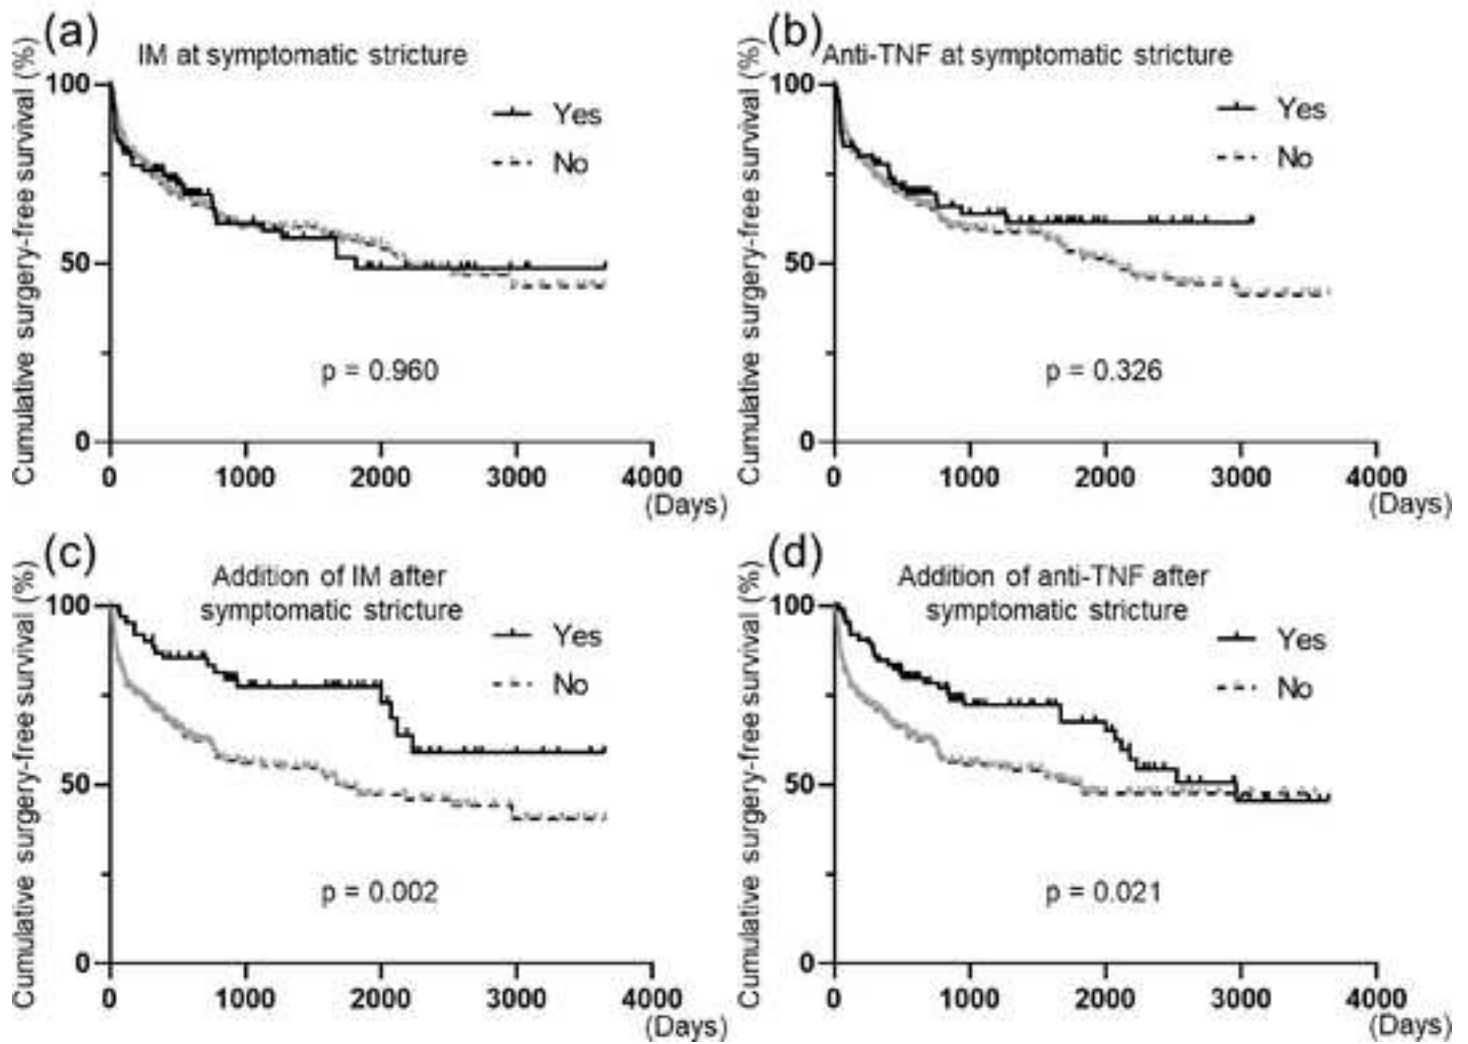 (a)
IM at symptomatic stricture
Cumulative surgery-free survival (%)
100
50
0
Yes
No
p = 0.960
0 1000 2000 3000 4000
(Days)
(b)
Anti-TNF at symptomatic stricture
Cumulative surgery-free survival (%)
100
50
0
Yes
No
p = 0.326
0 1000 2000 3000 4000
(Days)
(c)
Addition of IM after
symptomatic stricture
Cumulative surgery-free survival (%)
100
50
0
Yes
No
p = 0.002
0 1000 2000 3000 4000
(Days)
(d)
Addition of anti-TNF after
symptomatic stricture
Cumulative surgery-free survival (%)
100
50
0
Yes
No
p = 0.021
0 1000 2000 3000 4000
(Days)